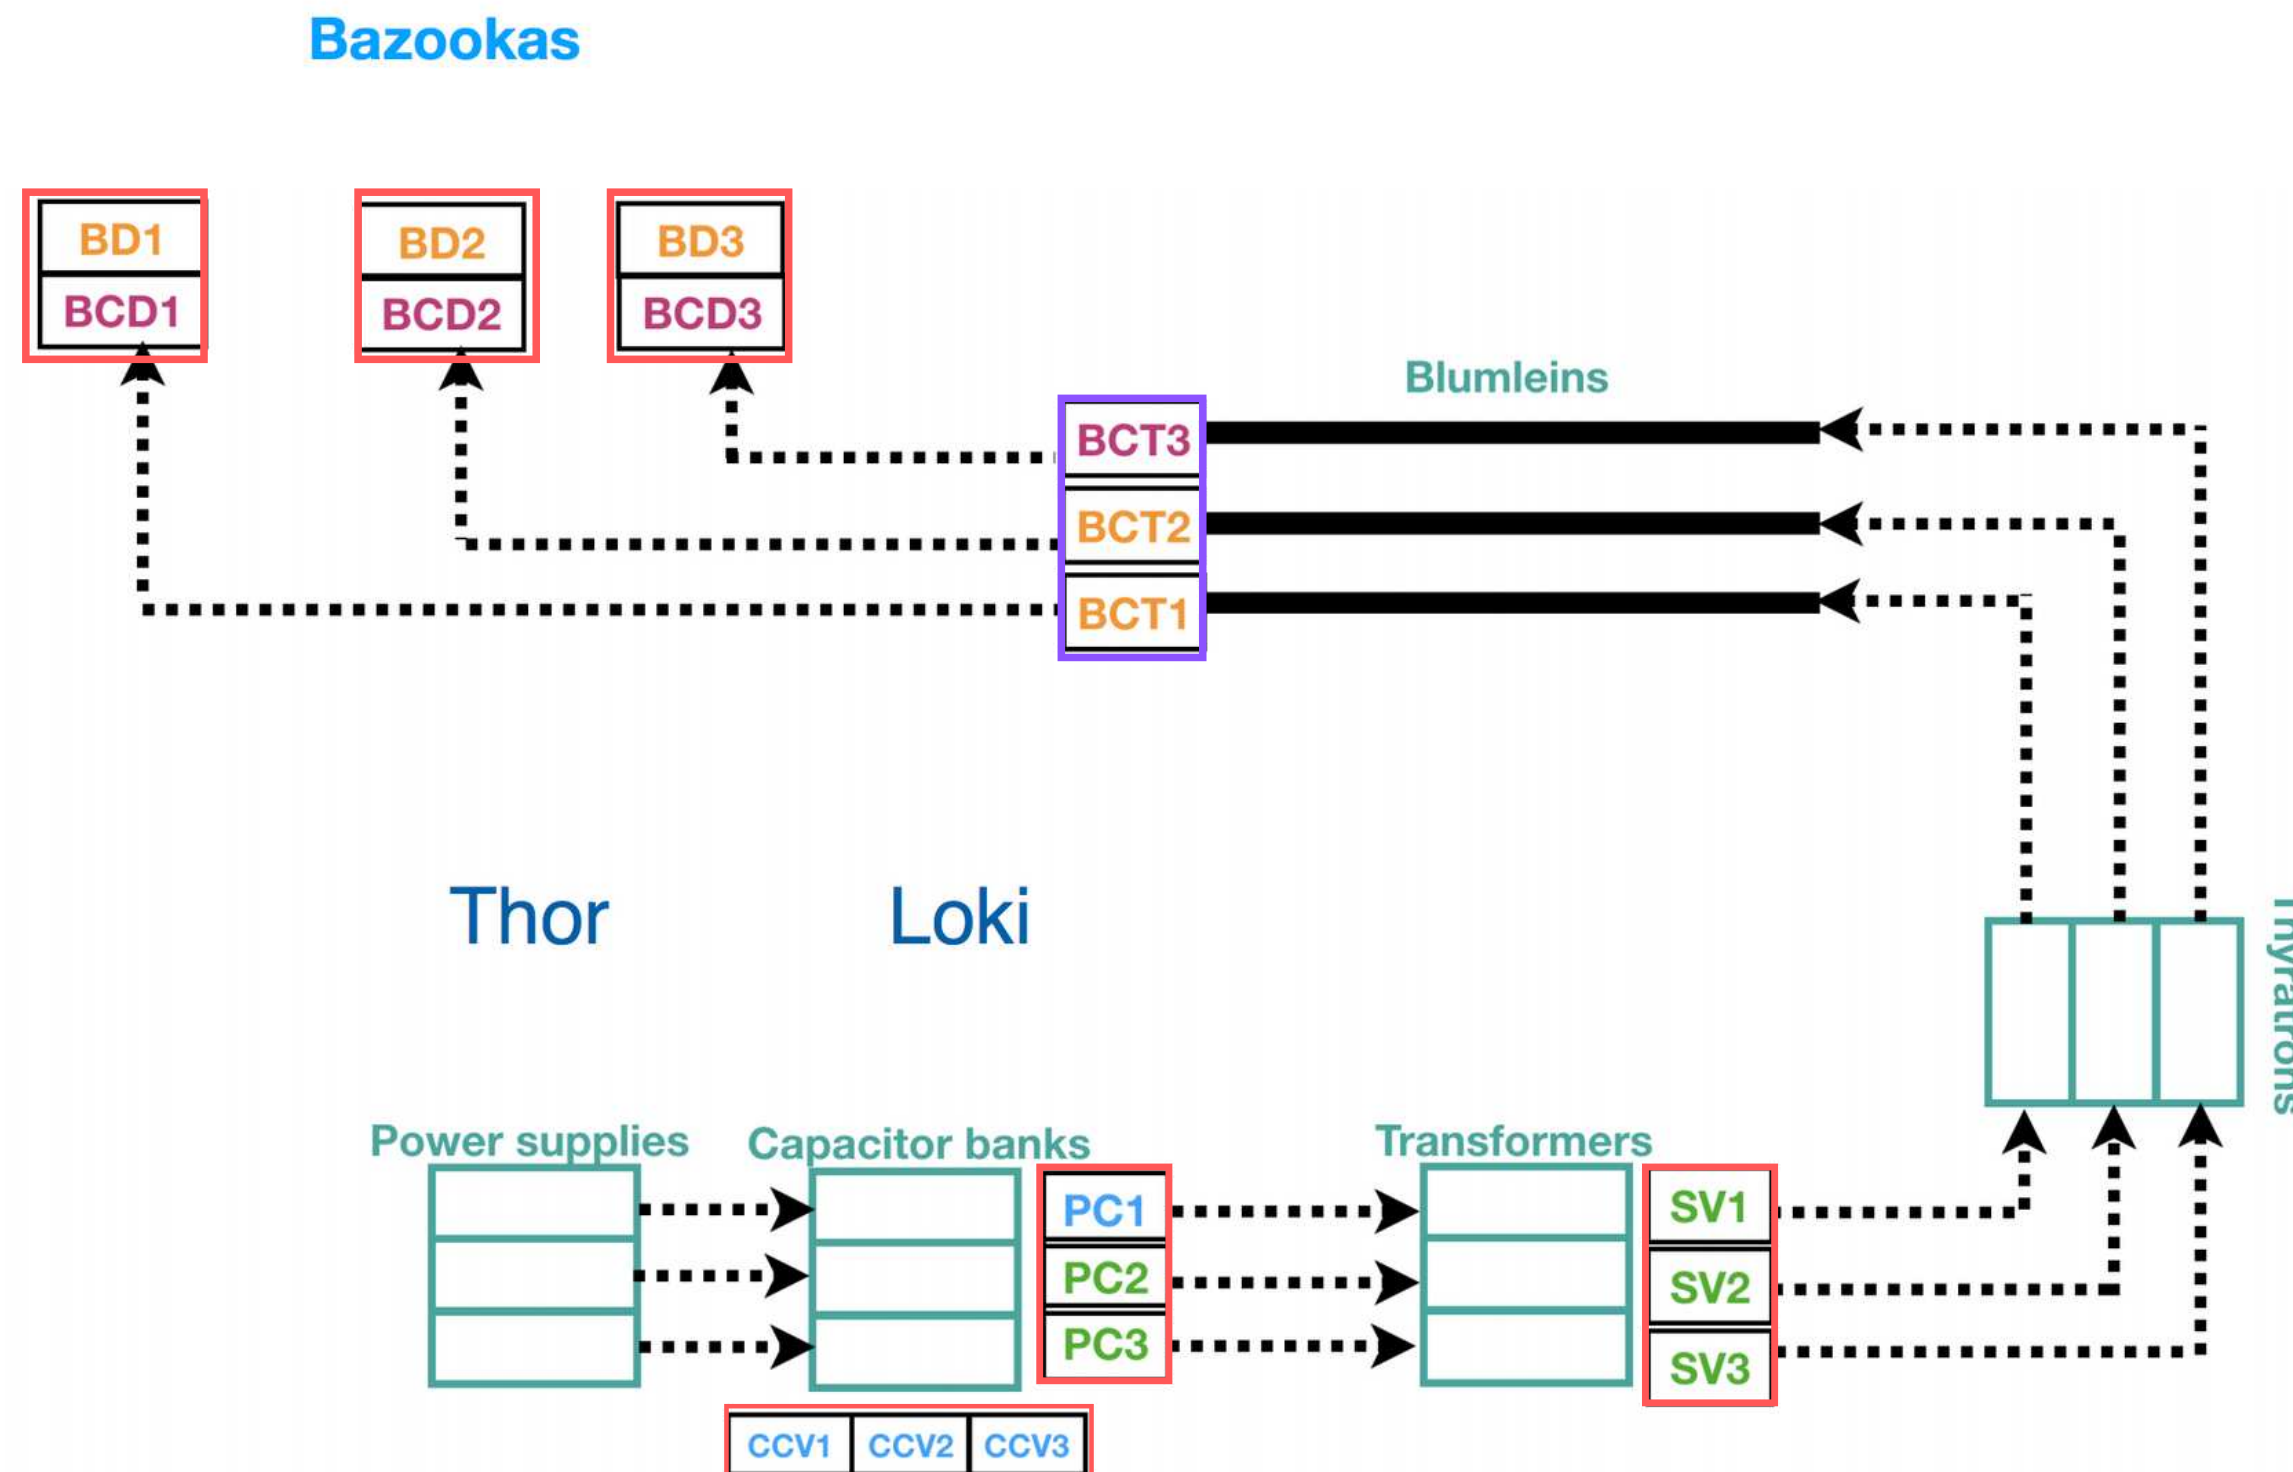 Bazookas
BD1
BCD1
BD2
BCD2
BD3
BCD3
Blumleins
BCT3
BCT2
BCT1
Thor
Loki
Thyratrons
Power supplies
Capacitor banks
Transformers
PC1
PC2
PC3
SV1
SV2
SV3
CCV1
CCV2
CCV3